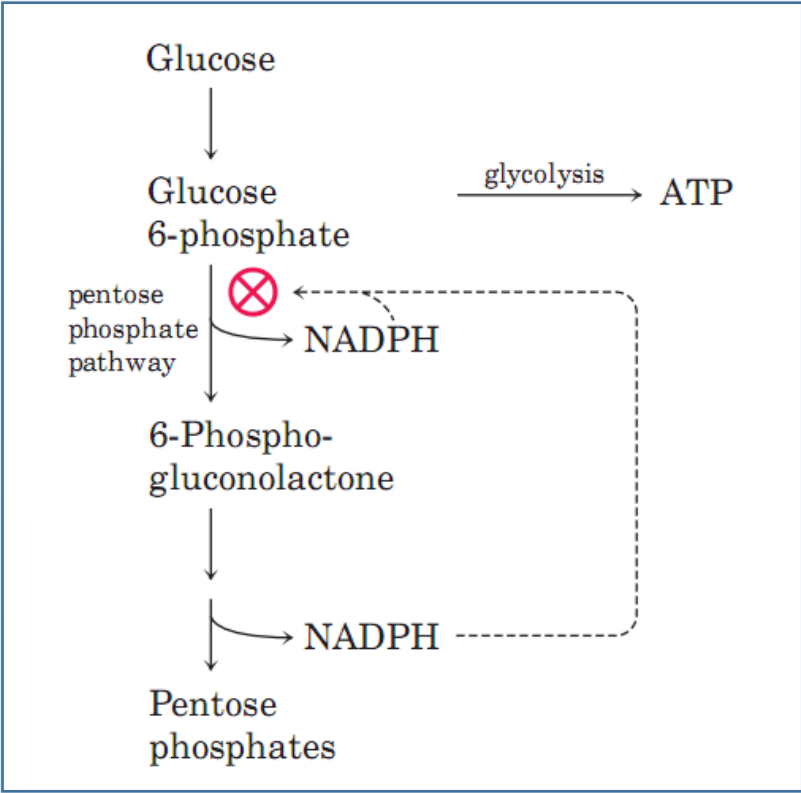 Glucose
Glucose
6-phosphate
glycolysis
ATP
pentose
phosphate
pathway
NADPH
6-Phospho-
gluconolactone
NADPH
Pentose
phosphates